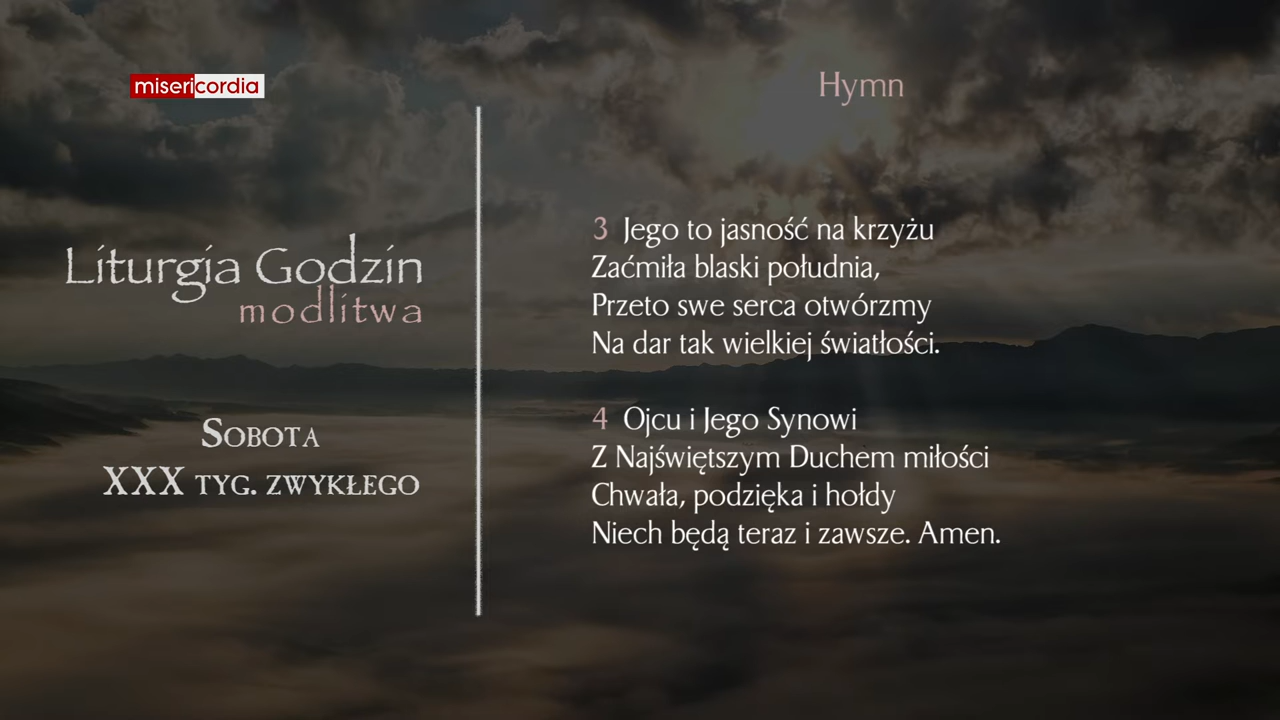 misericordia
Liturgia Godzin
modlitwa
Sobota
XXX tyg. zwykłego
Hymn
3 Jego to jasność na krzyżu
Zaćmiła blaski południa,
Przeto swe serca otwórzmy
Na dar tak wielkiej światłości.
4 Ojcu i Jego Synowi
Z Najświętszym Duchem miłości
Chwała, podzięka i hołdy
Niech będą teraz i zawsze. Amen.